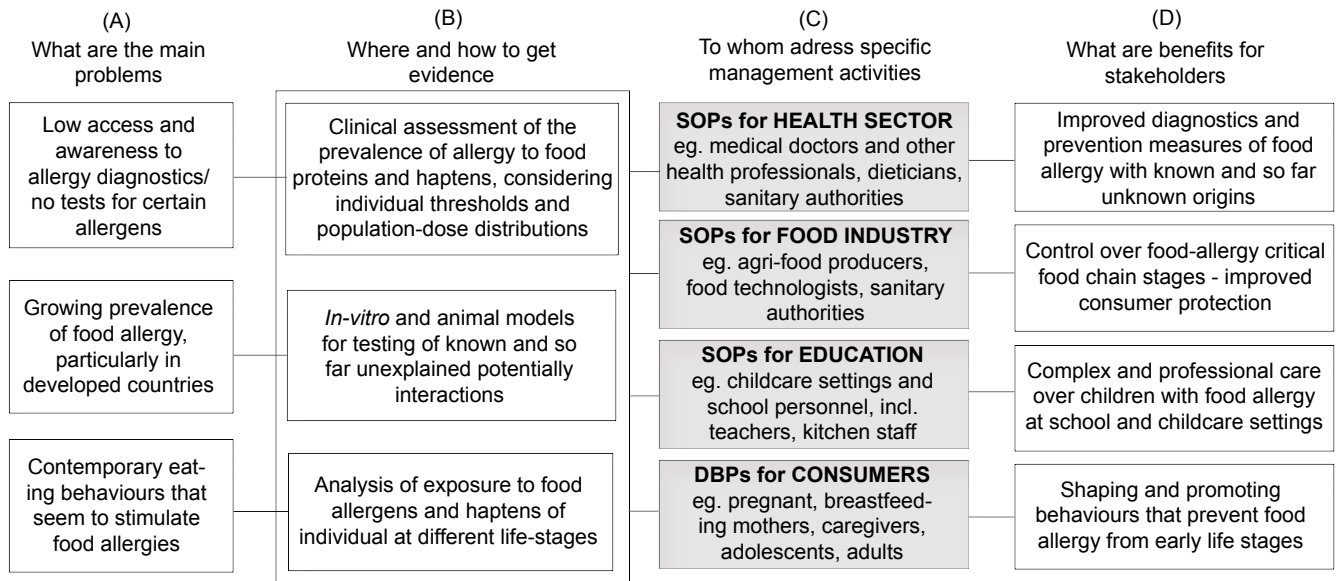 (A)
What are the main
problems
Low access and
awareness to
allergy diagnostics/
no tests for certain
allergens
Growing prevalence
of food allergy,
particularly in
developed countries
Contemporary eat-
ing behaviours that
seem to stimulate
food allergies
(B)
Where and how to get
evidence
Clinical assessment of the
prevalence of allergy to food
proteins and haptens, considering
individual thresholds and
population-dose distributions
In-vitro and animal models
for testing of known and so
far unexplained potentially
interactions
Analysis of exposure to food
allergens and haptens of
individual at different life-stages
(C)
To whom adress specific
management activities
SOPs for HEALTH SECTOR
eg. medical doctors and other
health professionals, dieticians,
sanitary authorities
SOPs for FOOD INDUSTRY
eg. agri-food producers,
food technologists, sanitary
authorities
SOPs for EDUCATION
eg. childcare settings and
school personnel, incl.
teachers, kitchen staff
DBPs for CONSUMERS
eg. pregnant, breastfeed-
ing mothers, caregivers,
adolescents, adults
(D)
What are benefits for
stakeholders
Improved diagnostics and
prevention measures of food
allergy with known and so far
unknown origins
Control over food-allergy critical
food chain stages - improved
consumer protection
Complex and professional care
over children with food allergy
at school and childcare settings
Shaping and promoting
behaviours that prevent food
allergy from early life stages